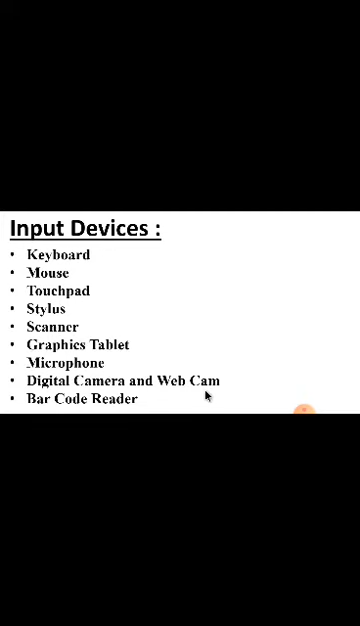 Input Devices :
• Keyboard
• Mouse
• Touchpad
• Stylus
• Scanner
• Graphics Tablet
• Microphone
• Digital Camera and Web Cam
• Bar Code Reader